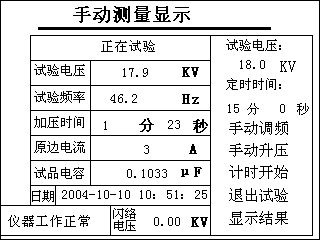 手动测量显示
正在试验
试验电压 17.9 KV
试验频率 46.2 Hz
加压时间 1 分 23 秒
原边电流 3 A
试品电容 0.1033 μF
日期 2004-10-10 10:51:25
仪器工作正常 闪络电压 0.00 KV
试验电压:
18.0 KV
定时时间:
15 分 0 秒
手动调频
手动升压
计时开始
退出试验
显示结果